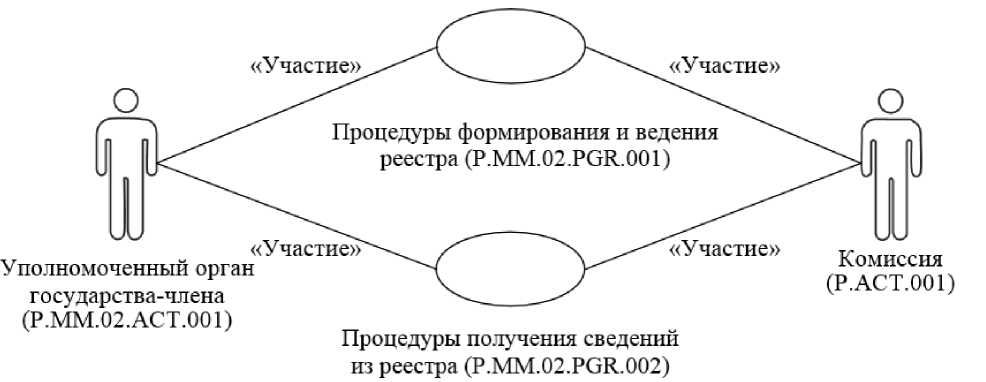 «Участие»
«Участие»
Процедуры формирования и ведения
реестра (P.MM.02.PGR.001)
«Участие»
«Участие»
Уполномоченный орган
государства-члена
(P.MM.02.ACT.001)
Комиссия
(P.ACT.001)
Процедуры получения сведений
из реестра (P.MM.02.PGR.002)